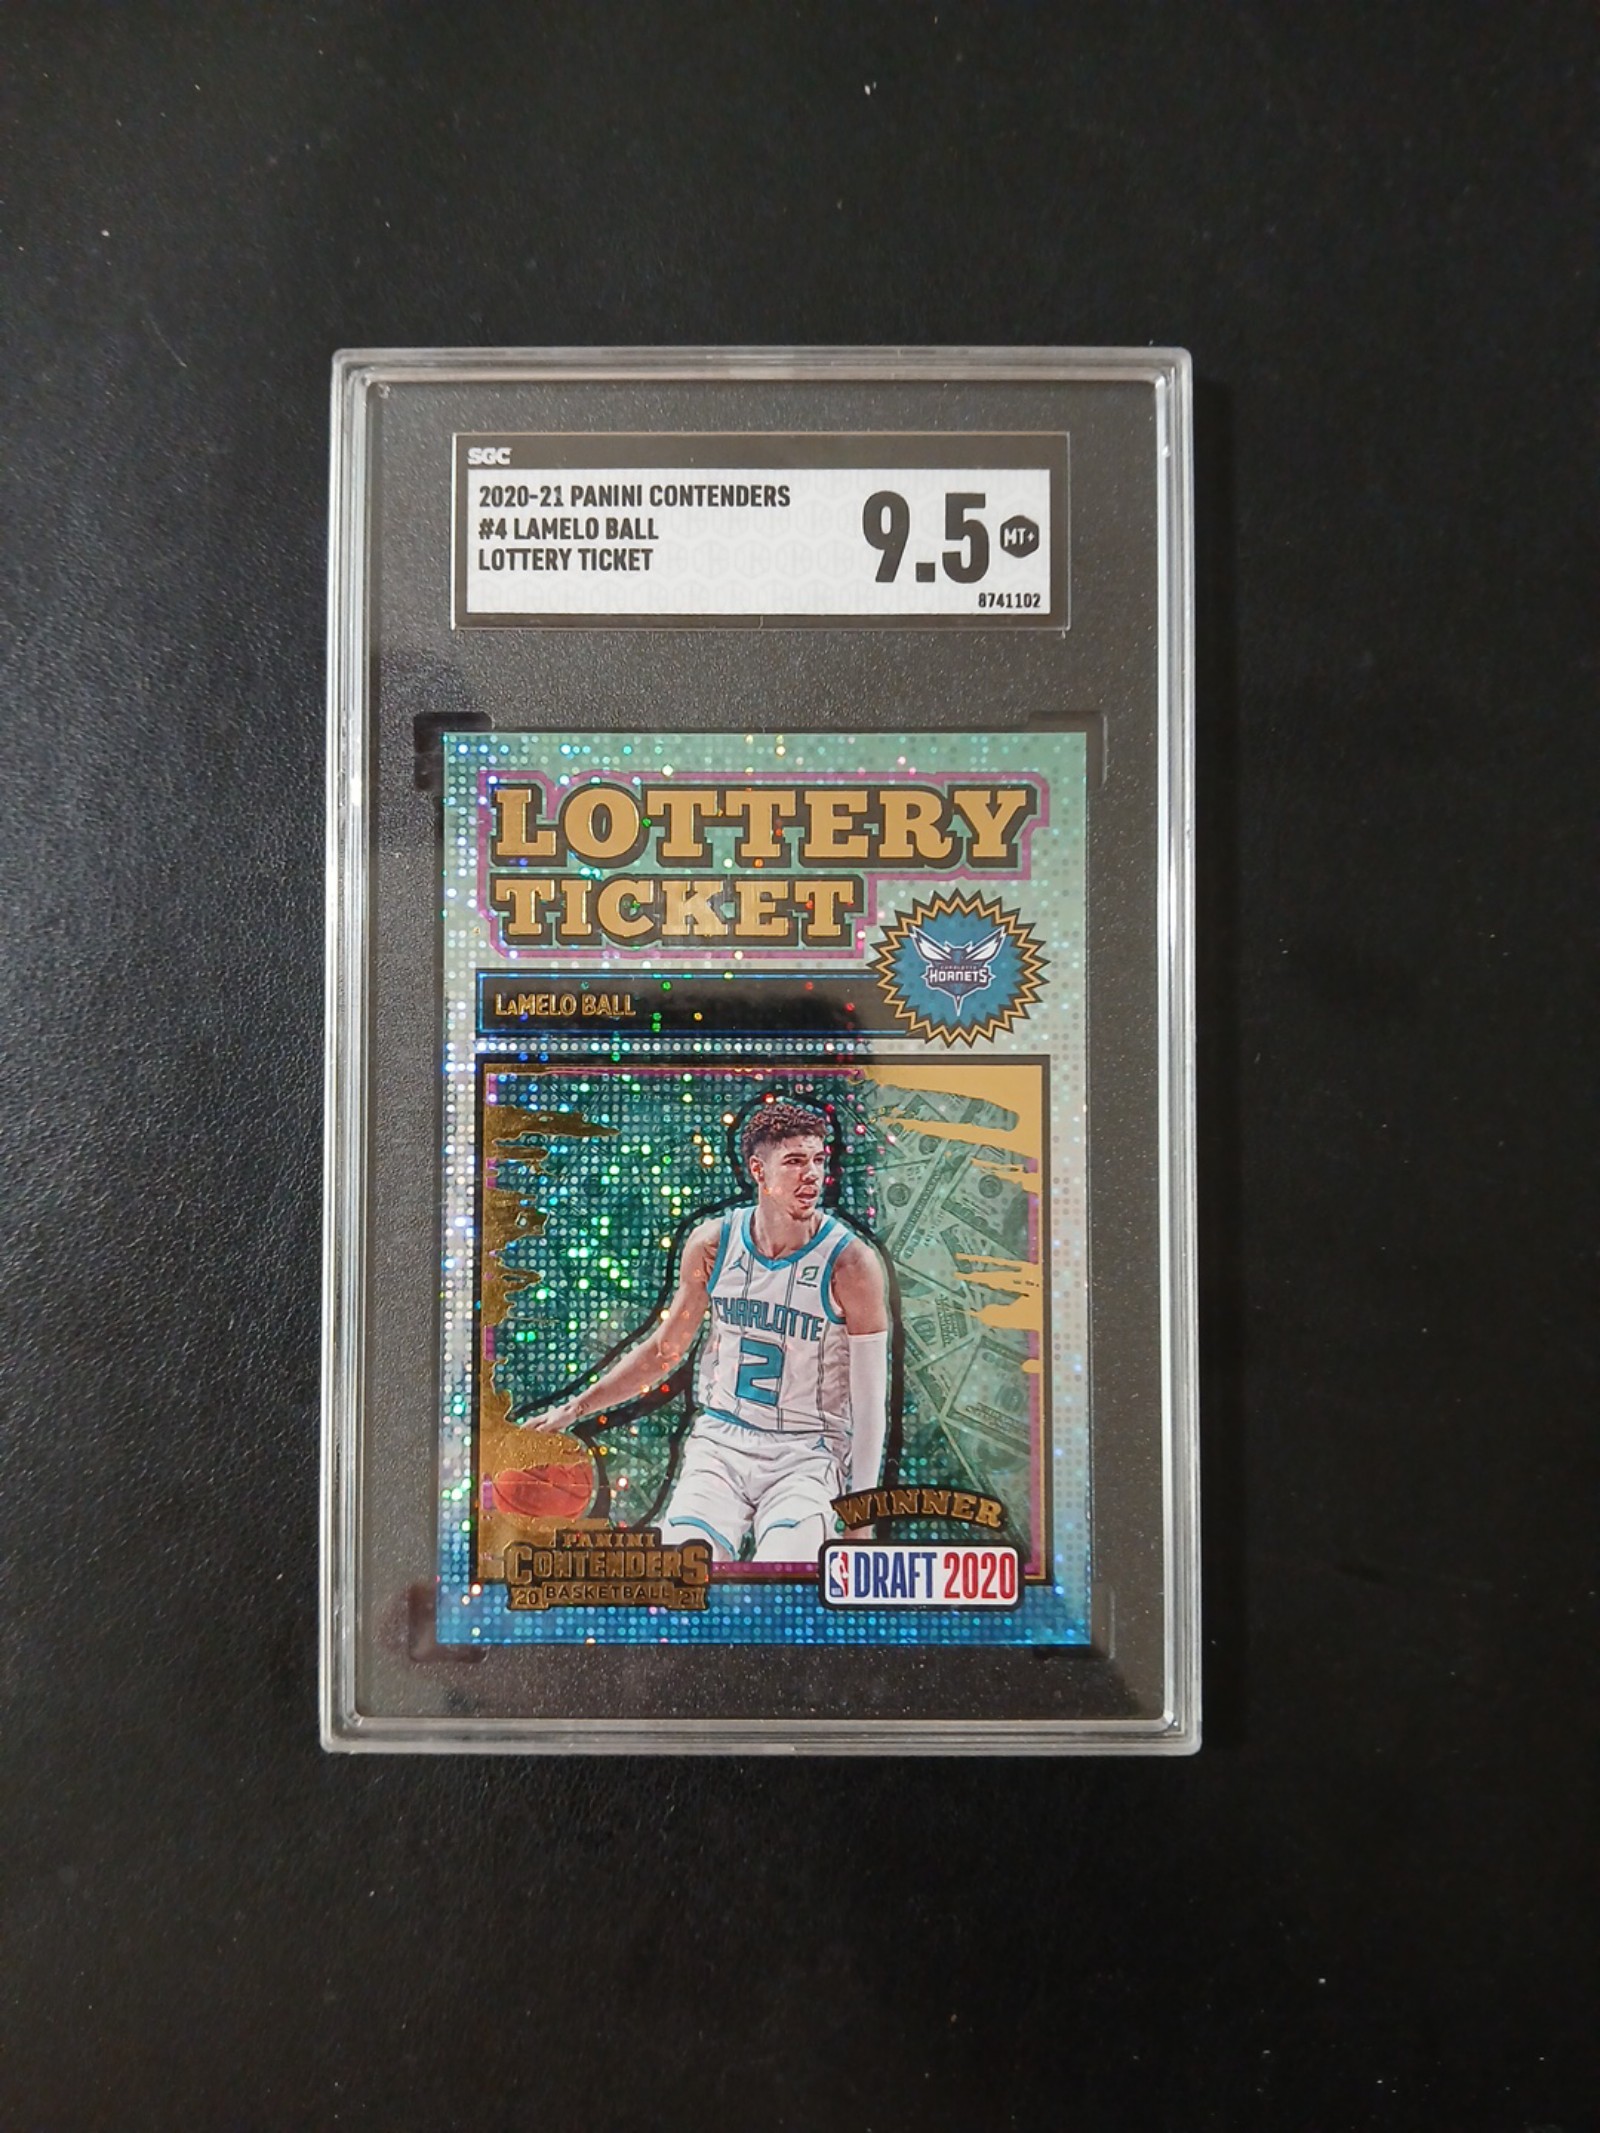 SGC
2020-21 PANINI CONTENDERS
#4 LAMELO BALL
LOTTERY TICKET
9.5 MT+
8741102
LOTTERY
TICKET
CHARLOTTE
HORNETS
LaMELO BALL
CHARLOTTE
2
WINNER
PANINI
CONTENDERS
20 BASKETBALL 21
DRAFT 2020